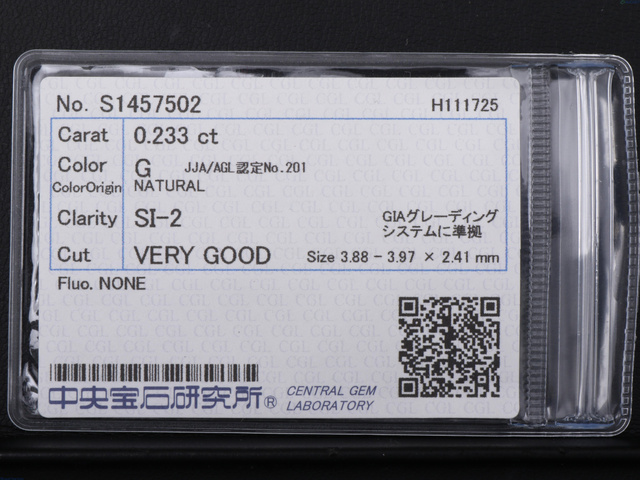 No. S1457502 H111725
Carat 0.233 ct
Color G JJA/AGL認定No.201
ColorOrigin NATURAL
Clarity SI-2 GIAグレーディング
システムに準拠
Cut VERY GOOD Size 3.88 - 3.97 × 2.41 mm
Fluo. NONE
中央宝石研究所® CENTRAL GEM
LABORATORY